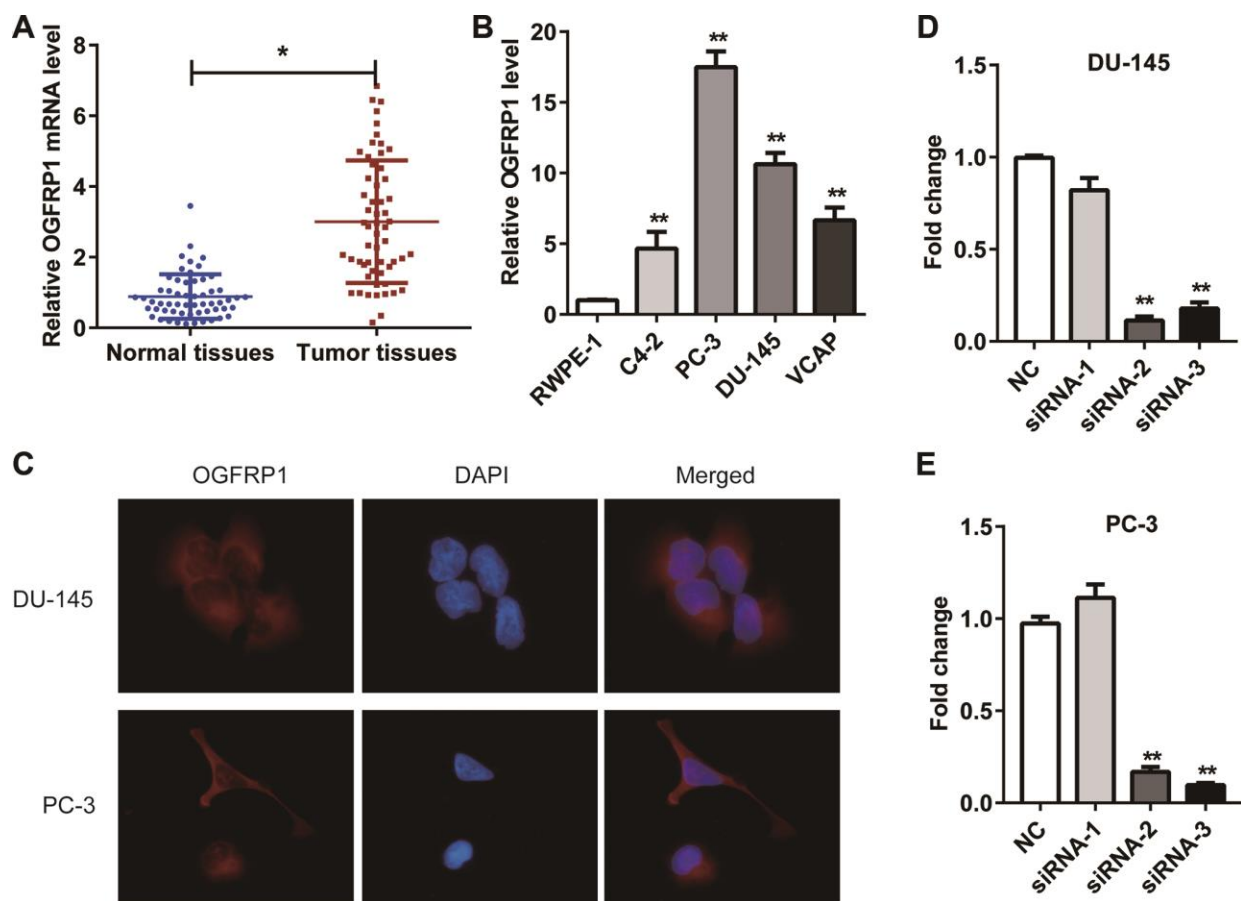 A
Relative OGFRP1 mRNA level
8
6
4
2
0
*
Normal tissues
Tumor tissues
B
Relative OGFRP1 level
20
15
10
5
0
**
**
**
**
RWPE-1
C4-2
PC-3
DU-145
VCAP
C
OGFRP1
DAPI
Merged
DU-145
PC-3
D
DU-145
Fold change
1.5
1.0
0.5
0.0
**
**
NC
siRNA-1
siRNA-2
siRNA-3
E
PC-3
Fold change
1.5
1.0
0.5
0.0
**
**
NC
siRNA-1
siRNA-2
siRNA-3